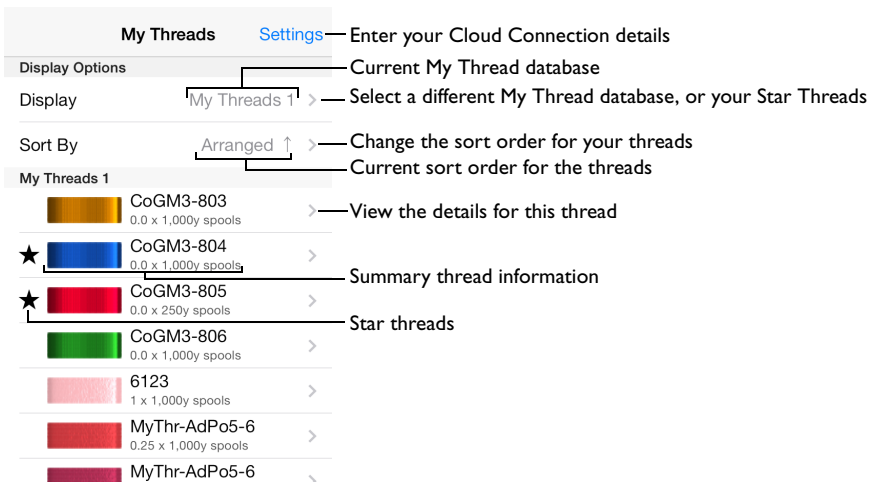 My Threads Settings Enter your Cloud Connection details
Display Options
Current My Thread database
Display My Threads 1 Select a different My Thread database, or your Star Threads
Sort By Arranged ↑ Change the sort order for your threads
Current sort order for the threads
My Threads 1
CoGM3-803
0.0 x 1,000y spools
View the details for this thread
CoGM3-804
0.0 x 1,000y spools
Summary thread information
CoGM3-805
0.0 x 250y spools
Star threads
CoGM3-806
0.0 x 1,000y spools
6123
1 x 1,000y spools
MyThr-AdPo5-6
0.25 x 1,000y spools
MyThr-AdPo5-6